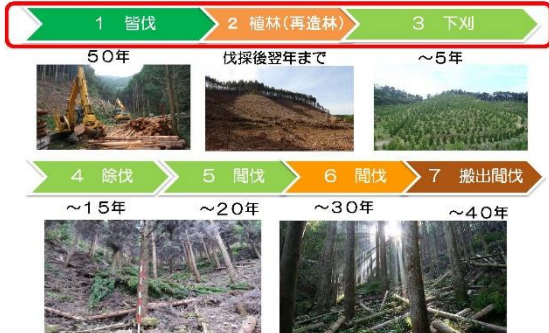 1 皆伐
2 植林(再造林)
3 下刈
50年
伐採後翌年まで
～5年
4 除伐
5 間伐
6 間伐
7 搬出間伐
～15年
～20年
～30年
～40年